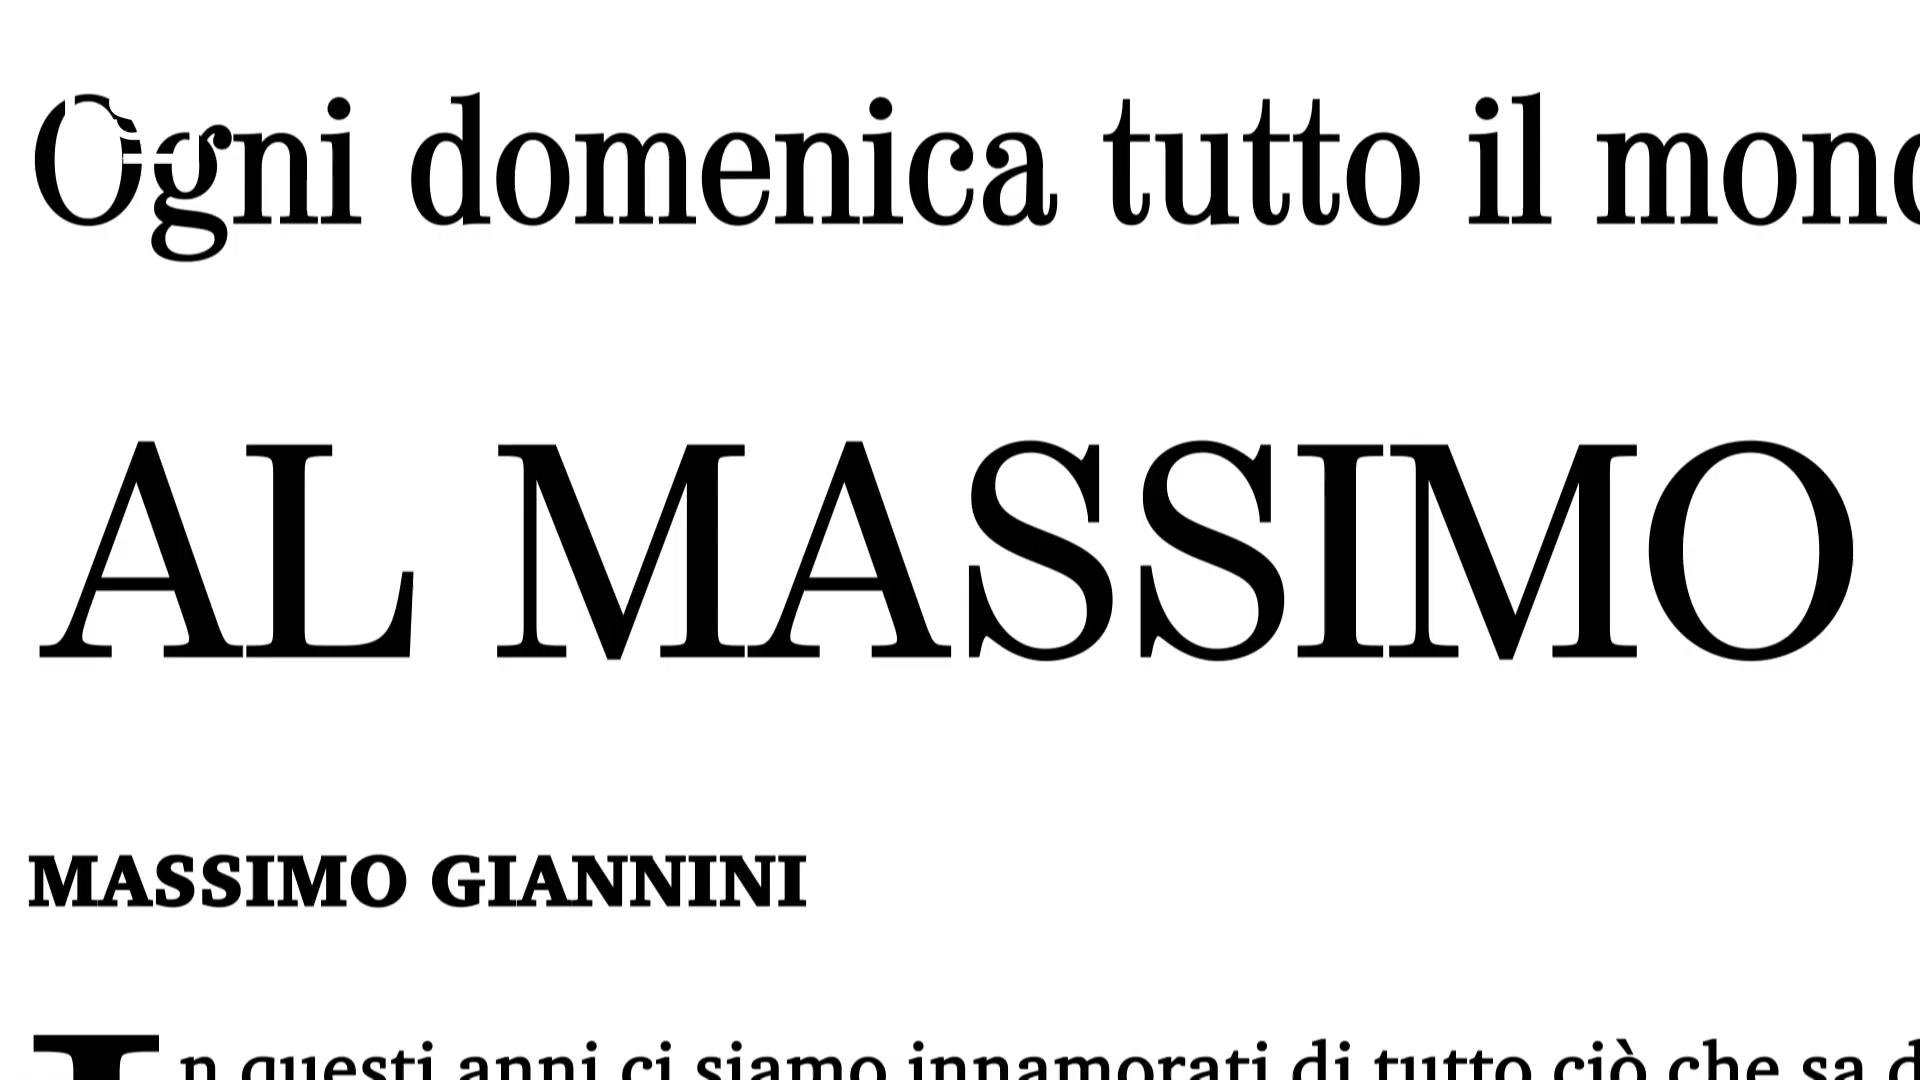 Ogni domenica tutto il mond
AL MASSIMO
MASSIMO GIANNINI
In questi anni ci siamo innamorati di tutto ciò che sa d